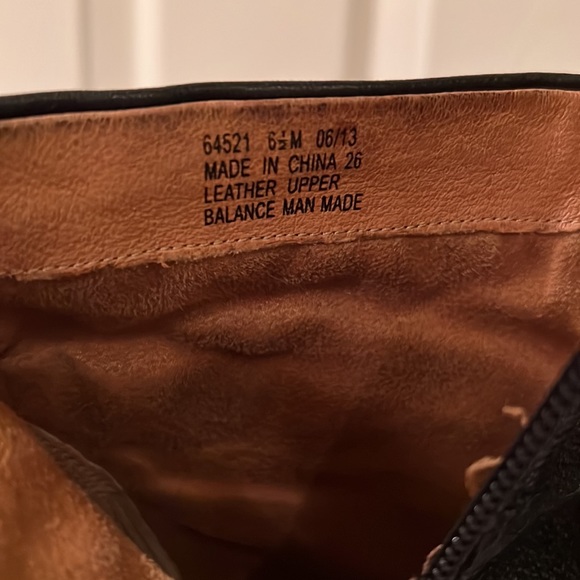 64521 6½M 06/13
MADE IN CHINA 26
LEATHER UPPER
BALANCE MAN MADE